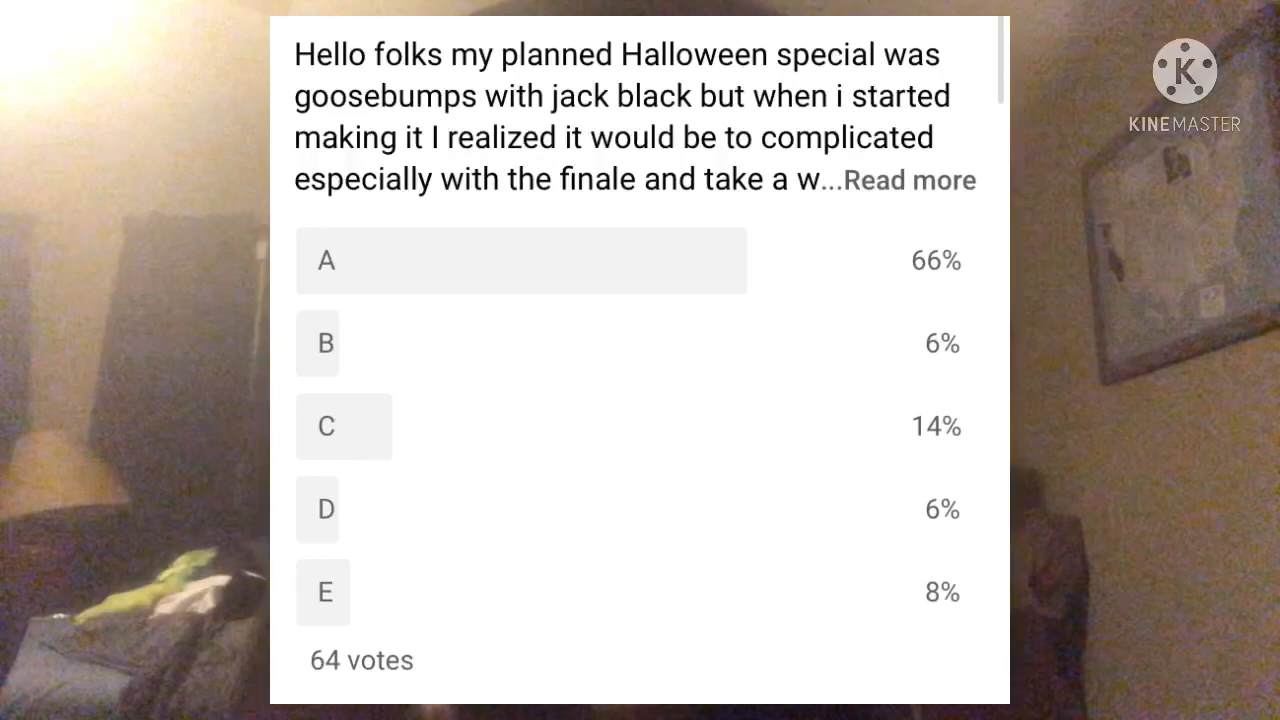 Hello folks my planned Halloween special was
goosebumps with jack black but when i started
making it I realized it would be to complicated
especially with the finale and take a w...Read more
A 66%
B 6%
C 14%
D 6%
E 8%
64 votes
K
KINEMASTER